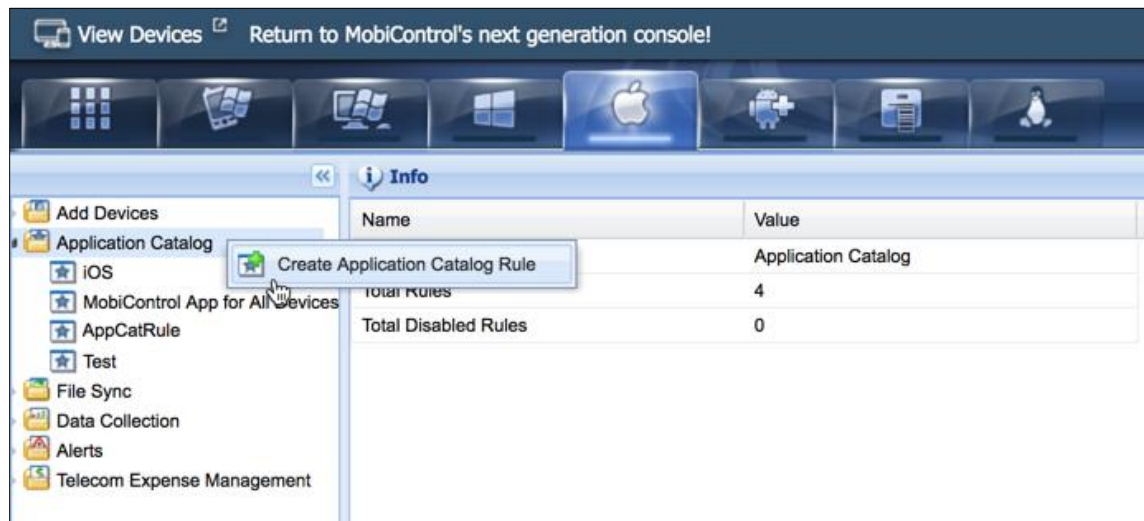 View Devices Return to MobiControl's next generation console!
Info
Add Devices
Application Catalog
iOS
MobiControl App for All Devices
AppCatRule
Test
File Sync
Data Collection
Alerts
Telecom Expense Management
Create Application Catalog Rule
Name Value
Application Catalog
Total Rules 4
Total Disabled Rules 0